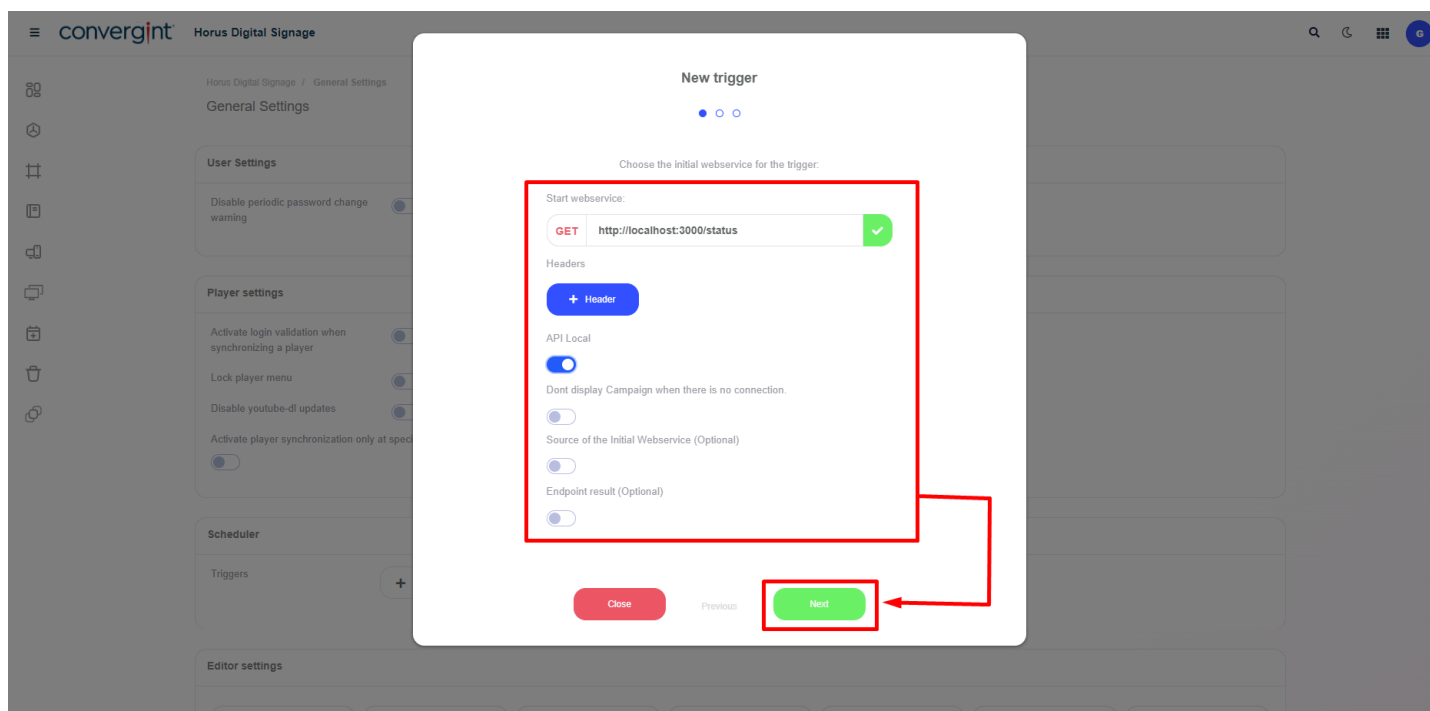 convergint
Horus Digital Signage
G
Horus Digital Signage / General Settings
General Settings
User Settings
Disable periodic password change
warning
Player settings
Activate login validation when
synchronizing a player
Lock player menu
Disable youtube-dl updates
Activate player synchronization only at speci
Scheduler
Triggers
+
Editor settings
New trigger
Choose the initial webservice for the trigger:
Start webservice:
GET http://localhost:3000/status
Headers
+ Header
API Local
Dont display Campaign when there is no connection.
Source of the Initial Webservice (Optional)
Endpoint result (Optional)
Close Previous Next